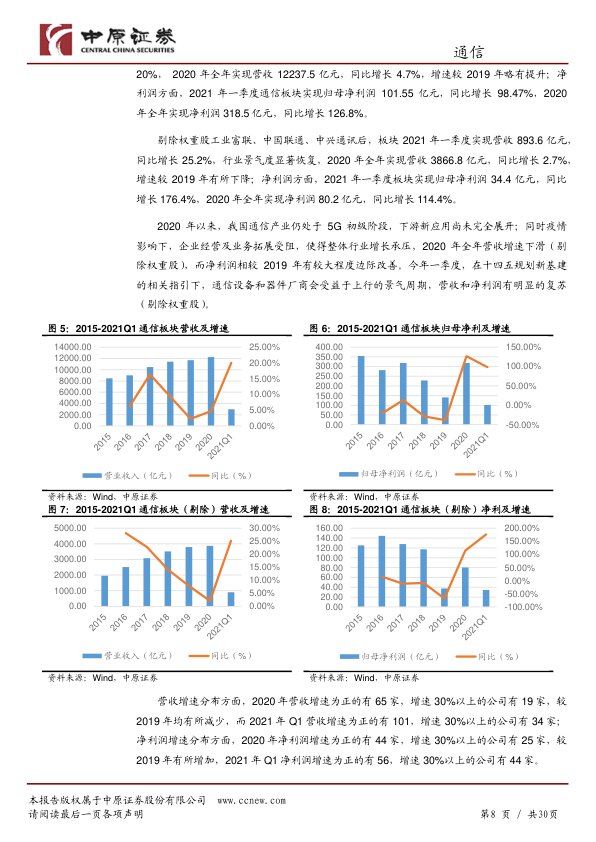 中原证券
CENTRAL CHINA SECURITIES
通信
20%， 2020 年全年实现营收 12237.5 亿元，同比增长 4.7%，增速较 2019 年略有提升；净
利润方面，2021 年一季度通信板块实现归母净利润 101.55 亿元，同比增长 98.47%，2020
年全年实现净利润 318.5 亿元，同比增长 126.8%。
剔除权重股工业富联、中国联通、中兴通讯后，板块 2021 年一季度实现营收 893.6 亿元，
同比增长 25.2%，行业景气度显著恢复，2020 年全年实现营收 3866.8 亿元，同比增长 2.7%，
增速较 2019 年有所下降；净利润方面，2021 年一季度板块实现归母净利润 34.4 亿元，同比
增长 176.4%，2020 年全年实现净利润 80.2 亿元，同比增长 114.4%。
2020 年以来，我国通信产业仍处于 5G 初级阶段，下游新应用尚未完全展开；同时疫情
影响下，企业经营及业务拓展受阻，使得整体行业增长承压，2020 年全年营收增速下滑（剔
除权重股），而净利润相较 2019 年有较大程度边际改善。今年一季度，在十四五规划新基建
的相关指引下，通信设备和器件厂商会受益于上行的景气周期，营收和净利润有明显的复苏
（剔除权重股）。
图 5：2015-2021Q1 通信板块营收及增速
14000.00
12000.00
10000.00
8000.00
6000.00
4000.00
2000.00
0.00
25.00%
20.00%
15.00%
10.00%
5.00%
0.00%
2015 2016 2017 2018 2019 2020 2021Q1
营业收入（亿元） 同比（%）
资料来源：Wind，中原证券
图 6：2015-2021Q1 通信板块归母净利及增速
400.00
350.00
300.00
250.00
200.00
150.00
100.00
50.00
0.00
150.00%
100.00%
50.00%
0.00%
-50.00%
2015 2016 2017 2018 2019 2020 2021Q1
归母净利润（亿元） 同比（%）
资料来源：Wind，中原证券
图 7：2015-2021Q1 通信板块（剔除）营收及增速
5000.00
4000.00
3000.00
2000.00
1000.00
0.00
30.00%
25.00%
20.00%
15.00%
10.00%
5.00%
0.00%
2015 2016 2017 2018 2019 2020 2021Q1
营业收入（亿元） 同比（%）
资料来源：Wind，中原证券
图 8：2015-2021Q1 通信板块（剔除）净利及增速
160.00
140.00
120.00
100.00
80.00
60.00
40.00
20.00
0.00
200.00%
150.00%
100.00%
50.00%
0.00%
-50.00%
-100.00%
2015 2016 2017 2018 2019 2020 2021Q1
归母净利润（亿元） 同比（%）
资料来源：Wind，中原证券
营收增速分布方面，2020 年营收增速为正的有 65 家，增速 30%以上的公司有 19 家，较
2019 年均有所减少，而 2021 年 Q1 营收增速为正的有 101，增速 30%以上的公司有 34 家；
净利润增速分布方面，2020 年净利润增速为正的有 44 家，增速 30%以上的公司有 25 家，较
2019 年有所增加，2021 年 Q1 净利润增速为正的有 56，增速 30%以上的公司有 44 家。
本报告版权属于中原证券股份有限公司 www.ccnew.com
请阅读最后一页各项声明
第8 页 / 共30页